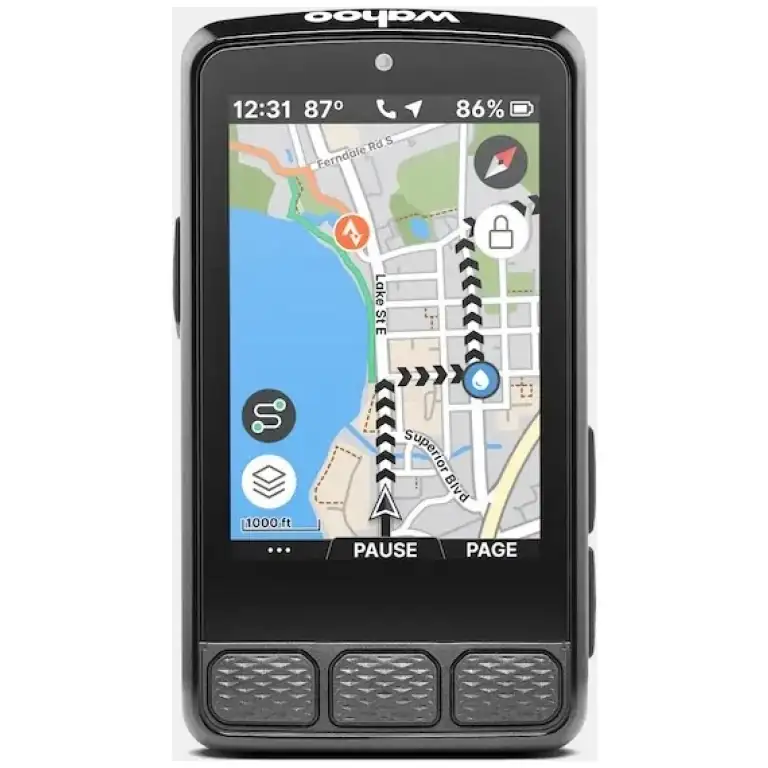 wahoo
12:31 87° 86%
Ferndale Rd S
Lake St E
Superior Blvd
1000 ft
... PAUSE PAGE